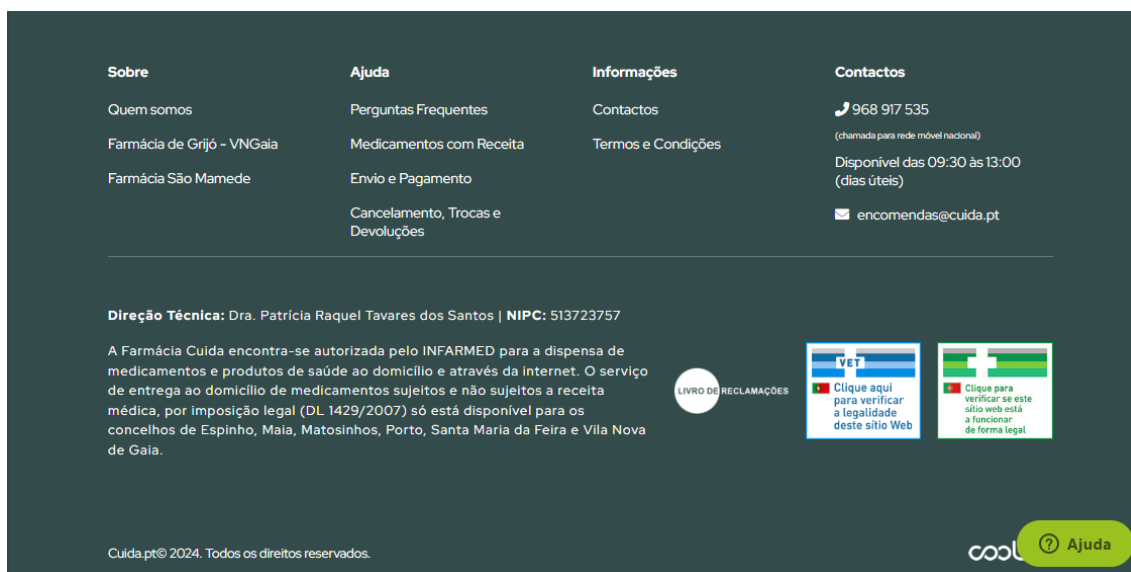 Sobre
Quem somos
Farmácia de Grijó - VNGaia
Farmácia São Mamede
Ajuda
Perguntas Frequentes
Medicamentos com Receita
Envio e Pagamento
Cancelamento, Trocas e
Devoluções
Informações
Contactos
Termos e Condições
Contactos
968 917 535
(chamada para rede móvel nacional)
Disponível das 09:30 às 13:00
(dias úteis)
encomendas@cuida.pt
Direção Técnica: Dra. Patrícia Raquel Tavares dos Santos | NIPC: 513723757
A Farmácia Cuida encontra-se autorizada pelo INFARMED para a dispensa de
medicamentos e produtos de saúde ao domicílio e através da internet. O serviço
de entrega ao domicílio de medicamentos sujeitos e não sujeitos a receita
médica, por imposição legal (DL 1429/2007) só está disponível para os
concelhos de Espinho, Maia, Matosinhos, Porto, Santa Maria da Feira e Vila Nova
de Gaia.
LIVRO DE RECLAMAÇÕES
VET
Clique aqui
para verificar
a legalidade
deste sítio Web
Clique para
verificar se este
sítio web está
a funcionar
de forma legal
Cuida.pt© 2024. Todos os direitos reservados.
Ajuda